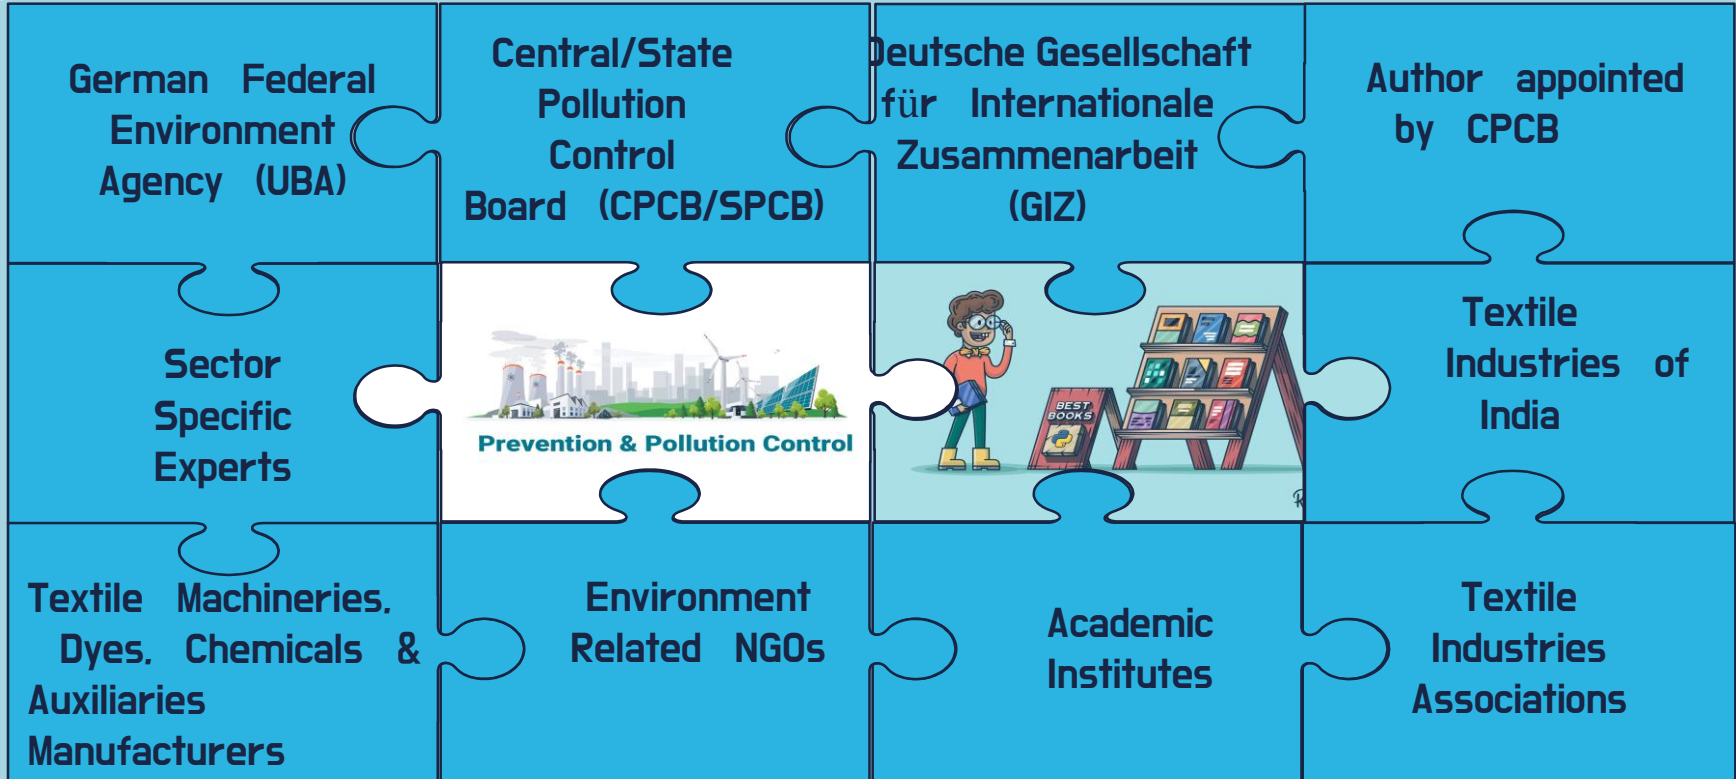 German Federal
Environment
Agency (UBA)
Central/State
Pollution
Control
Board (CPCB/SPCB)
Deutsche Gesellschaft
für Internationale
Zusammenarbeit
(GIZ)
Author appointed
by CPCB
Sector
Specific
Experts
Prevention & Pollution Control
BEST
BOOKS
Textile
Industries of
India
Textile Machineries,
Dyes, Chemicals &
Auxiliaries
Manufacturers
Environment
Related NGOs
Academic
Institutes
Textile
Industries
Associations